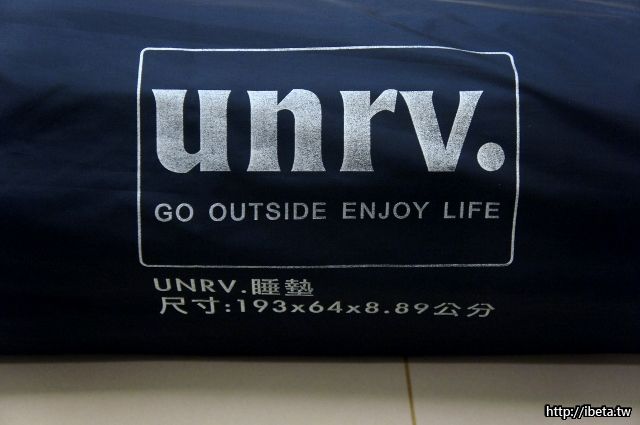 unrv.
GO OUTSIDE ENJOY LIFE
UNRV.睡墊
尺寸:193x64x8.89公分
http://ibeta.tw